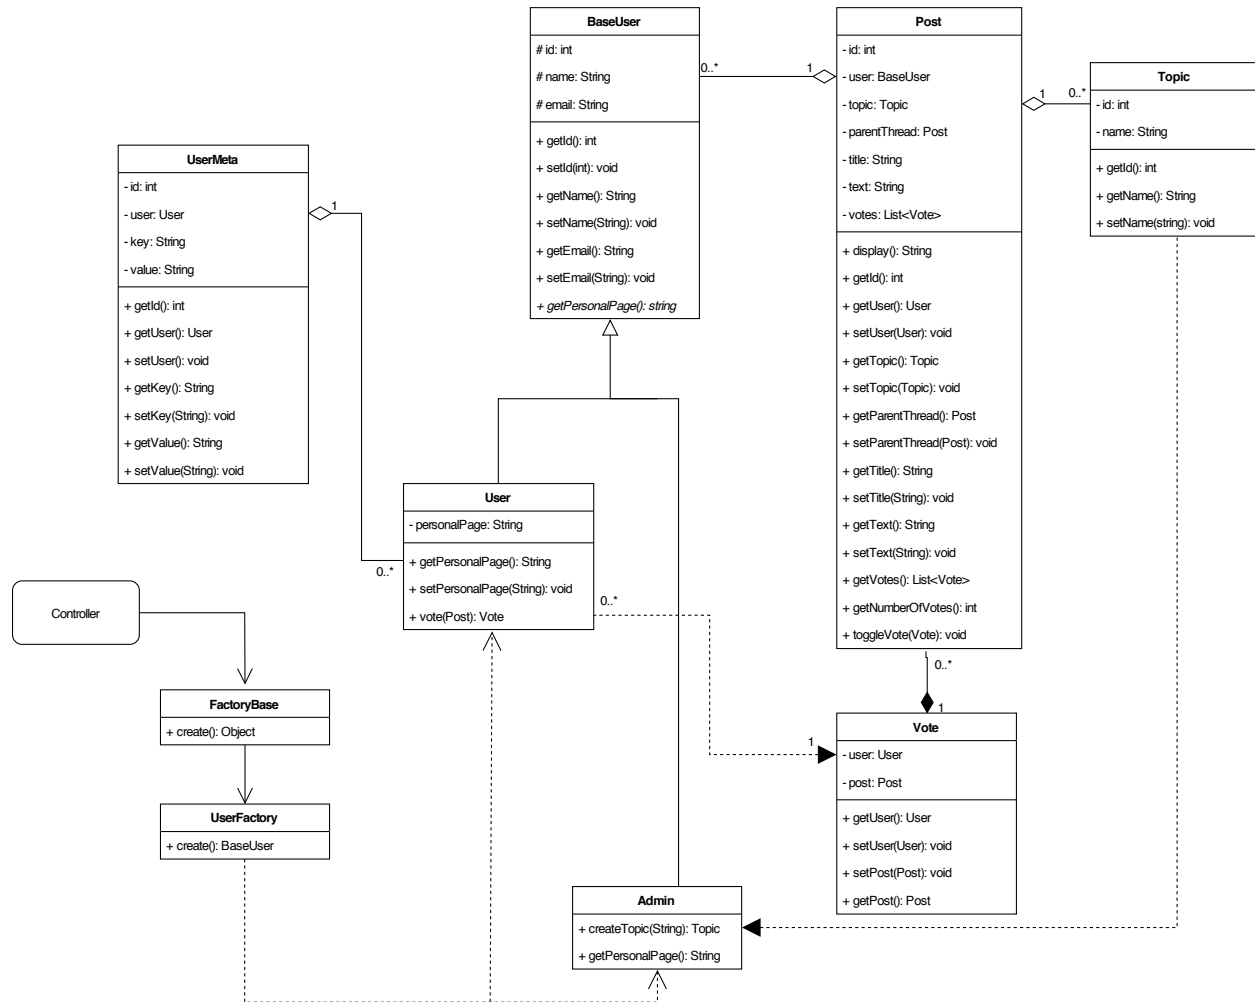 BaseUser
# id: int
# name: String
# email: String
+ getId(): int
+ setId(int): void
+ getName(): String
+ setName(String): void
+ getEmail(): String
+ setEmail(String): void
+ getPersonalPage(): string
0..*
1
Post
- id: int
- user: BaseUser
- topic: Topic
- parentThread: Post
- title: String
- text: String
- votes: List<Vote>
+ display(): String
+ getId(): int
+ getUser(): User
+ setUser(User): void
+ getTopic(): Topic
+ setTopic(Topic): void
+ getParentThread(): Post
+ setParentThread(Post): void
+ getTitle(): String
+ setTitle(String): void
+ getText(): String
+ setText(String): void
+ getVotes(): List<Vote>
+ getNumberOfVotes(): int
+ toggleVote(Vote): void
1
0..*
Topic
- id: int
- name: String
+ getId(): int
+ getName(): String
+ setName(string): void
UserMeta
- id: int
- user: User
- key: String
- value: String
+ getId(): int
+ getUser(): User
+ setUser(): void
+ getKey(): String
+ setKey(String): void
+ getValue(): String
+ setValue(String): void
1
0..*
User
- personalPage: String
+ getPersonalPage(): String
+ setPersonalPage(String): void
+ vote(Post): Vote
0..*
1
Controller
FactoryBase
+ create(): Object
UserFactory
+ create(): BaseUser
0..*
1
Vote
- user: User
- post: Post
+ getUser(): User
+ setUser(User): void
+ setPost(Post): void
+ getPost(): Post
Admin
+ createTopic(String): Topic
+ getPersonalPage(): String